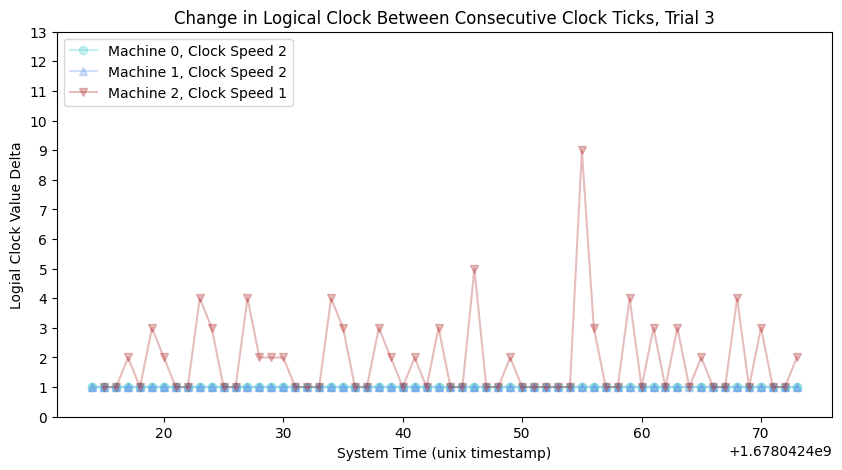 Change in Logical Clock Between Consecutive Clock Ticks, Trial 3
Machine 0, Clock Speed 2
Machine 1, Clock Speed 2
Machine 2, Clock Speed 1
13
12
11
10
9
8
7
6
5
4
3
2
1
0
Logial Clock Value Delta
20 30 40 50 60 70
System Time (unix timestamp)
+1.6780424e9